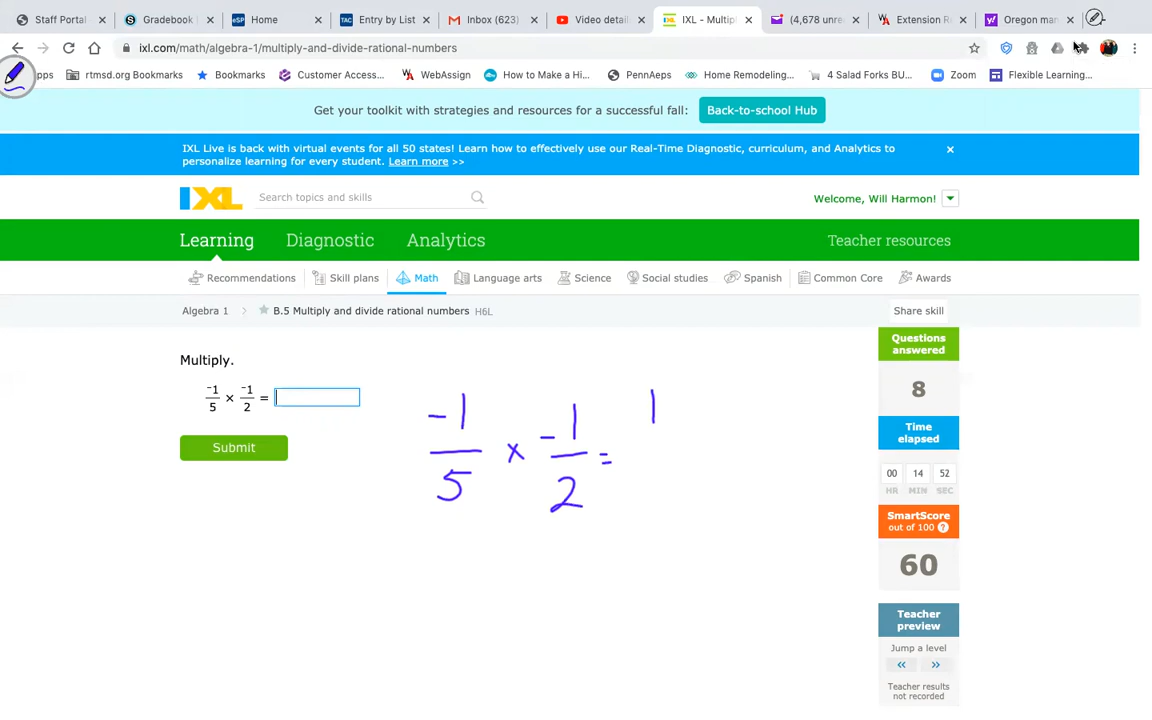 Staff Portal
Gradebook
eSP Home
TAC Entry by List
Inbox (623)
Video detai
IXL - Multipl
(4,678 unre
Extension R
Oregon man
ixl.com/math/algebra-1/multiply-and-divide-rational-numbers
pps
rtmsd.org Bookmarks
Bookmarks
Customer Access...
WebAssign
How to Make a Hi...
PennAeps
Home Remodeling...
4 Salad Forks BU...
Zoom
Flexible Learning...
Get your toolkit with strategies and resources for a successful fall: Back-to-school Hub
IXL Live is back with virtual events for all 50 states! Learn how to effectively use our Real-Time Diagnostic, curriculum, and Analytics to
personalize learning for every student. Learn more >>
IXL
Search topics and skills
Welcome, Will Harmon!
Learning
Diagnostic
Analytics
Teacher resources
Recommendations
Skill plans
Math
Language arts
Science
Social studies
Spanish
Common Core
Awards
Algebra 1 > B.5 Multiply and divide rational numbers H6L
Share skill
Multiply.
-1/5 × -1/2 =
Submit
-1/5 × -1/2 = 1
Questions
answered
8
Time
elapsed
00 14 52
HR MIN SEC
SmartScore
out of 100 ?
60
Teacher
preview
Jump a level
« »
Teacher results
not recorded